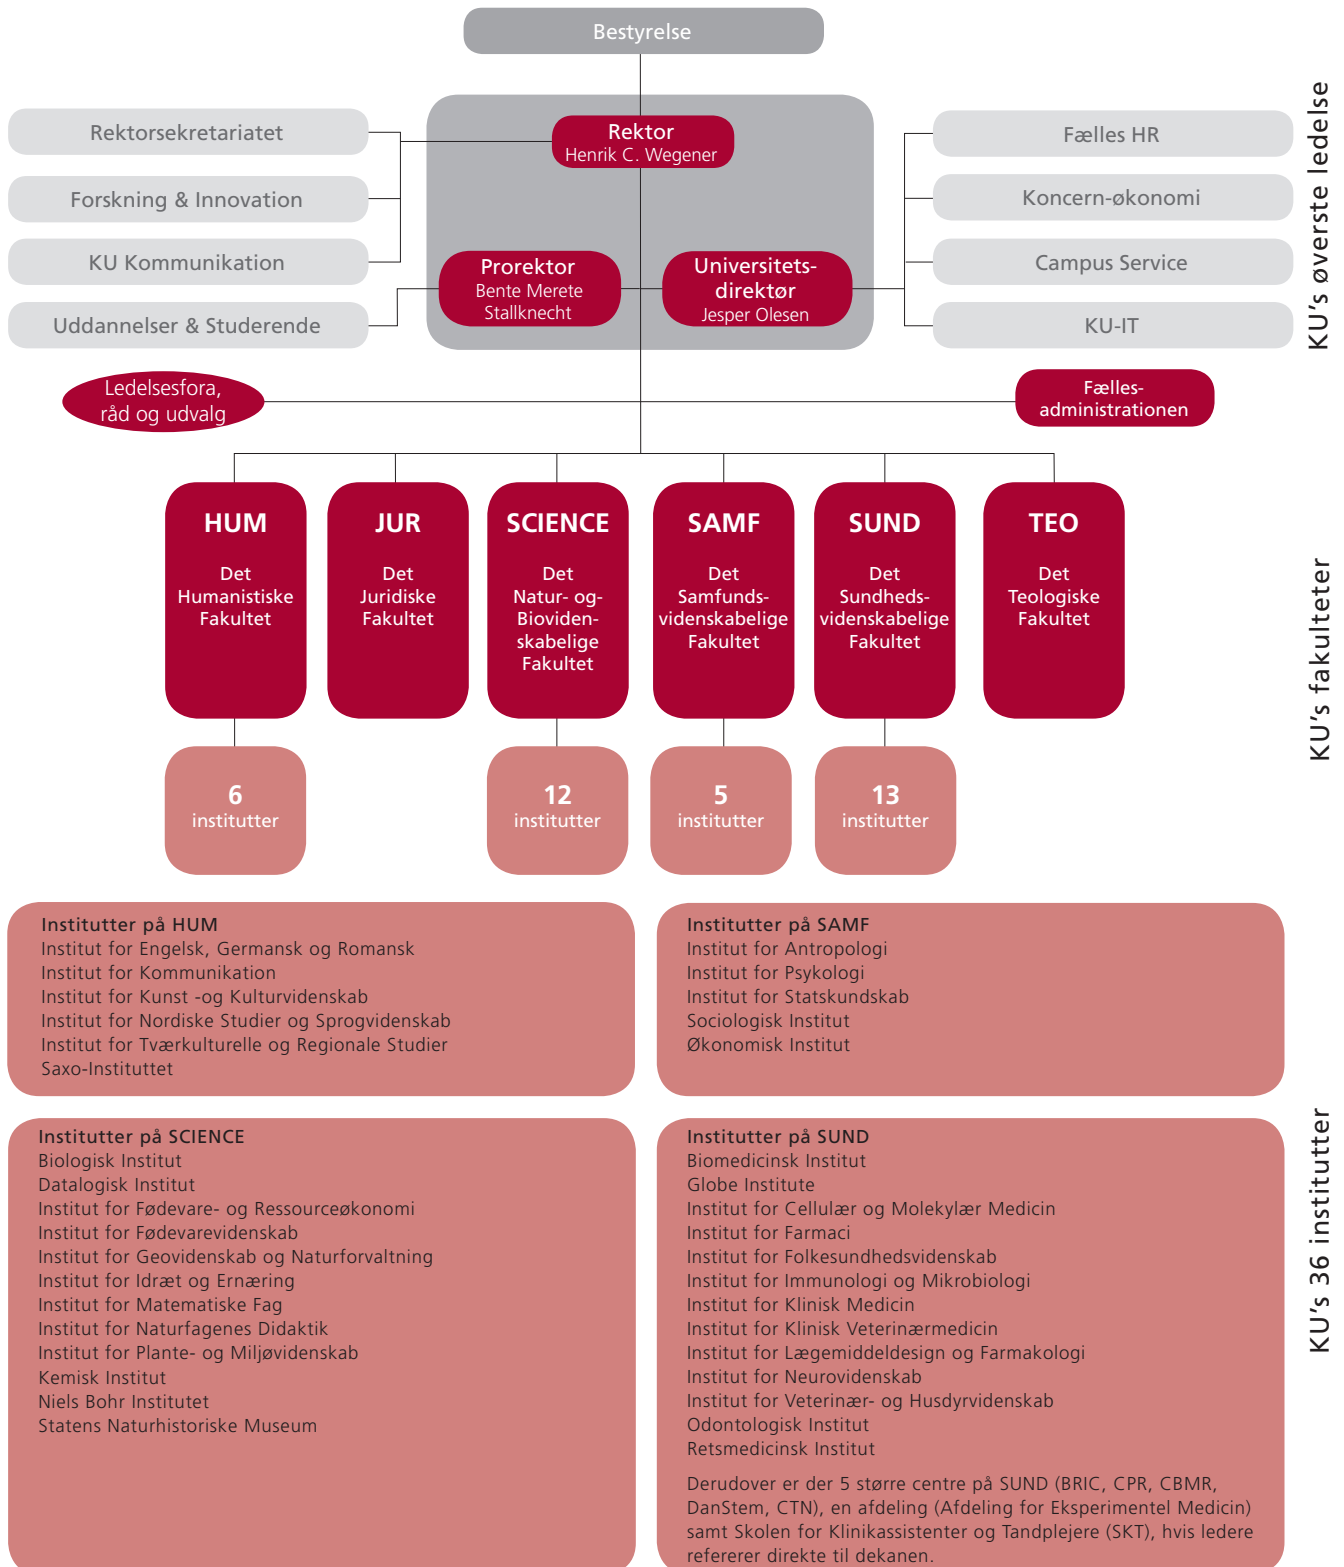 Bestyrelse
Rektor
Henrik C. Wegener
Rektorsekretariatet
Forskning & Innovation
KU Kommunikation
Uddannelser & Studerende
Prorektor
Bente Merete
Stallknecht
Universitets-
direktør
Jesper Olesen
Fælles HR
Koncern-økonomi
Campus Service
KU-IT
KU's øverste ledelse
Ledelsesfora,
råd og udvalg
Fælles-
administrationen
HUM
Det
Humanistiske
Fakultet
JUR
Det
Juridiske
Fakultet
SCIENCE
Det
Natur- og-
Bioviden-
skabelige
Fakultet
SAMF
Det
Samfunds-
videnskabelige
Fakultet
SUND
Det
Sundheds-
videnskabelige
Fakultet
TEO
Det
Teologiske
Fakultet
KU's fakulteter
6
institutter
12
institutter
5
institutter
13
institutter
Institutter på HUM
Institut for Engelsk, Germansk og Romansk
Institut for Kommunikation
Institut for Kunst -og Kulturvidenskab
Institut for Nordiske Studier og Sprogvidenskab
Institut for Tværkulturelle og Regionale Studier
Saxo-Instituttet
Institutter på SAMF
Institut for Antropologi
Institut for Psykologi
Institut for Statskundskab
Sociologisk Institut
Økonomisk Institut
Institutter på SCIENCE
Biologisk Institut
Datalogisk Institut
Institut for Fødevare- og Ressourceøkonomi
Institut for Fødevarevidenskab
Institut for Geovidenskab og Naturforvaltning
Institut for Idræt og Ernæring
Institut for Matematiske Fag
Institut for Naturfagenes Didaktik
Institut for Plante- og Miljøvidenskab
Kemisk Institut
Niels Bohr Institutet
Statens Naturhistoriske Museum
Institutter på SUND
Biomedicinsk Institut
Globe Institute
Institut for Cellulær og Molekylær Medicin
Institut for Farmaci
Institut for Folkesundhedsvidenskab
Institut for Immunologi og Mikrobiologi
Institut for Klinisk Medicin
Institut for Klinisk Veterinærmedicin
Institut for Lægemiddeldesign og Farmakologi
Institut for Neurovidenskab
Institut for Veterinær- og Husdyrvidenskab
Odontologisk Institut
Retsmedicinsk Institut
Derudover er der 5 større centre på SUND (BRIC, CPR, CBMR,
DanStem, CTN), en afdeling (Afdeling for Eksperimentel Medicin)
samt Skolen for Klinikassistenter og Tandplejere (SKT), hvis ledere
refererer direkte til dekanen.
KU's 36 institutter